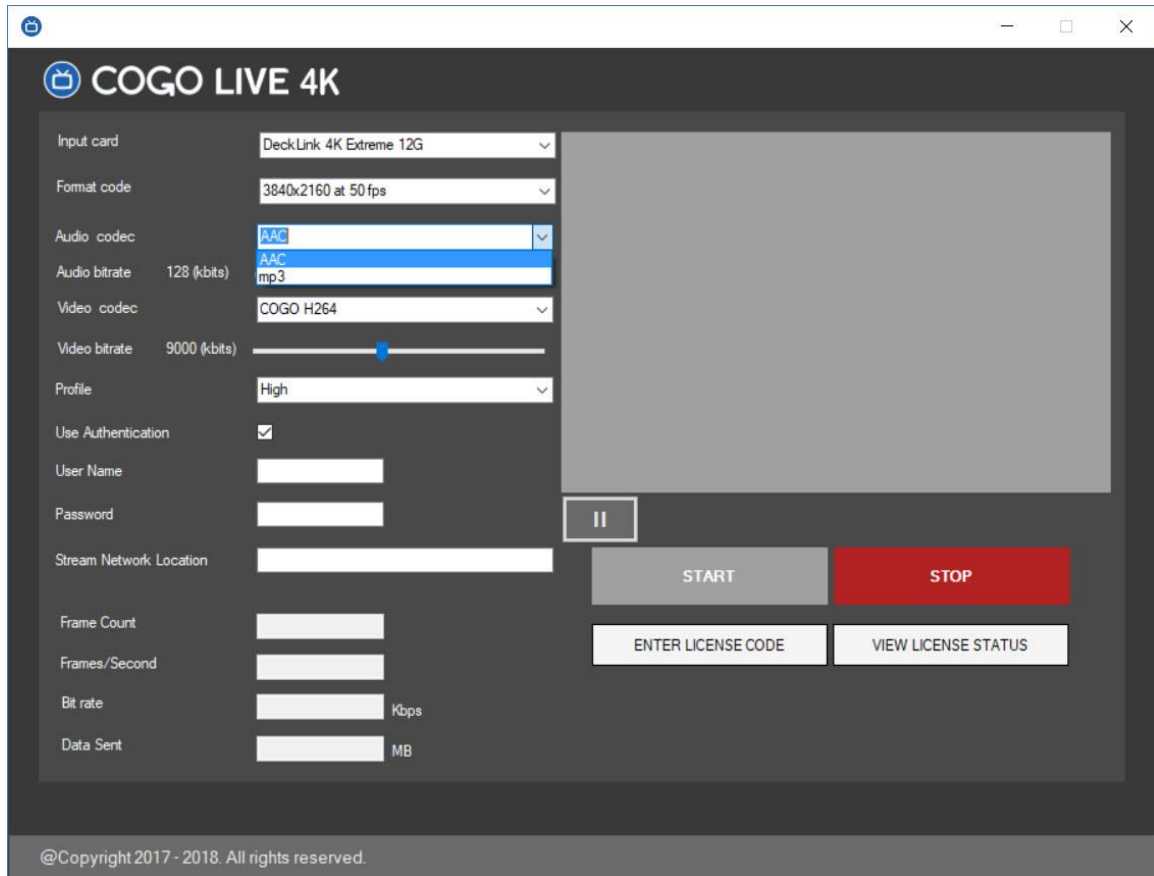 COGO LIVE 4K
Input card
DeckLink 4K Extreme 12G
Format code
3840x2160 at 50 fps
Audio codec
AAC
AAC
mp3
Audio bitrate 128 (kbits)
Video codec
COGO H264
Video bitrate 9000 (kbits)
Profile
High
Use Authentication
User Name
Password
Stream Network Location
START
STOP
Frame Count
ENTER LICENSE CODE
VIEW LICENSE STATUS
Frames/Second
Bit rate
Kbps
Data Sent
MB
@Copyright 2017 - 2018. All rights reserved.